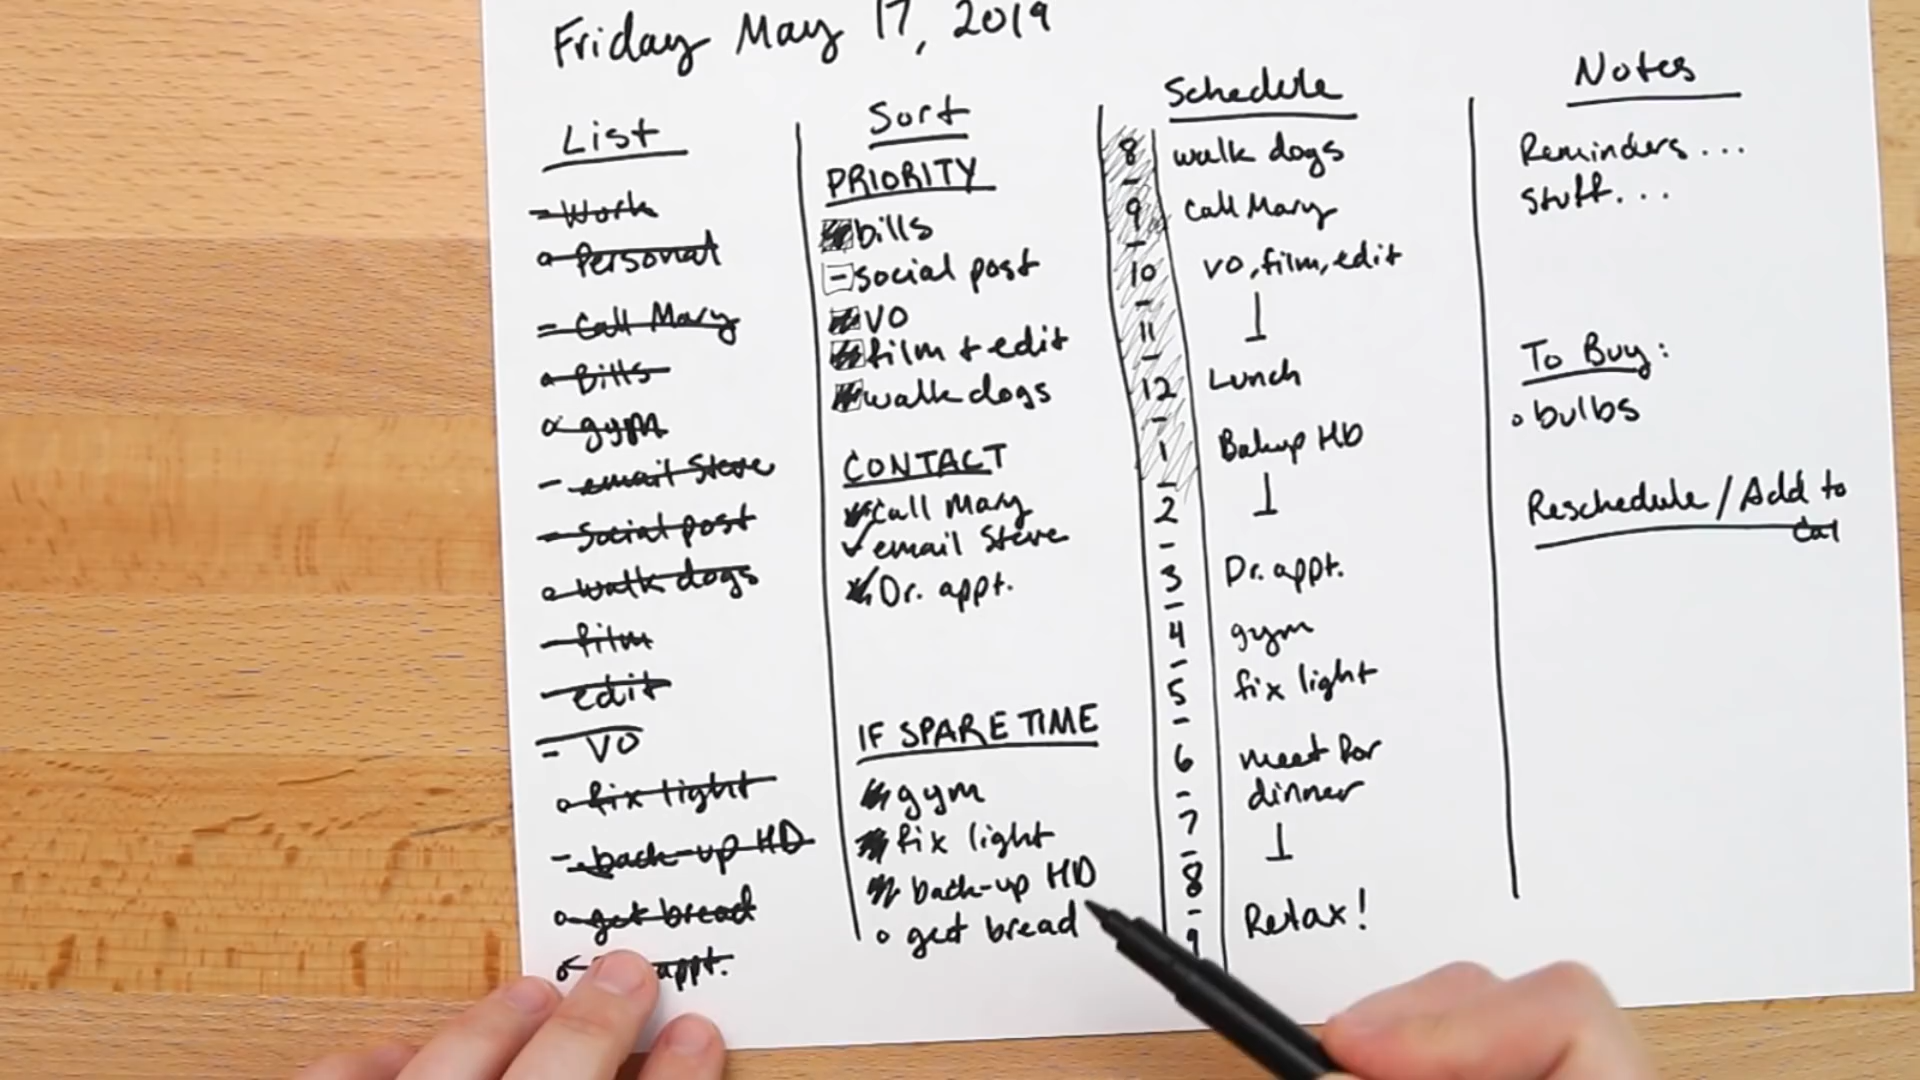 Friday May 17, 2019
List
- Work
o Personal
= Call Mary
o Bills
o gym
- email Steve
- Social post
o walk dogs
- film
- edit
- VO
o fix light
- back-up HD
o get bread
appt.
Sort
PRIORITY
bills
- social post
VO
film + edit
walk dogs
CONTACT
call Mary
✓ email Steve
Dr. appt.
IF SPARE TIME
gym
fix light
back-up HD
o get bread
Schedule
8 walk dogs
-
9 call Mary
-
10 VO, film, edit
-
11
-
12 Lunch
-
1 Bakup HD
-
2
-
3 Dr. appt.
-
4 gym
-
5 fix light
-
6 meet for
- dinner
7
-
8
- Relax!
9
Notes
Reminders...
Stuff...
To Buy:
o bulbs
Reschedule / Add to
Cal